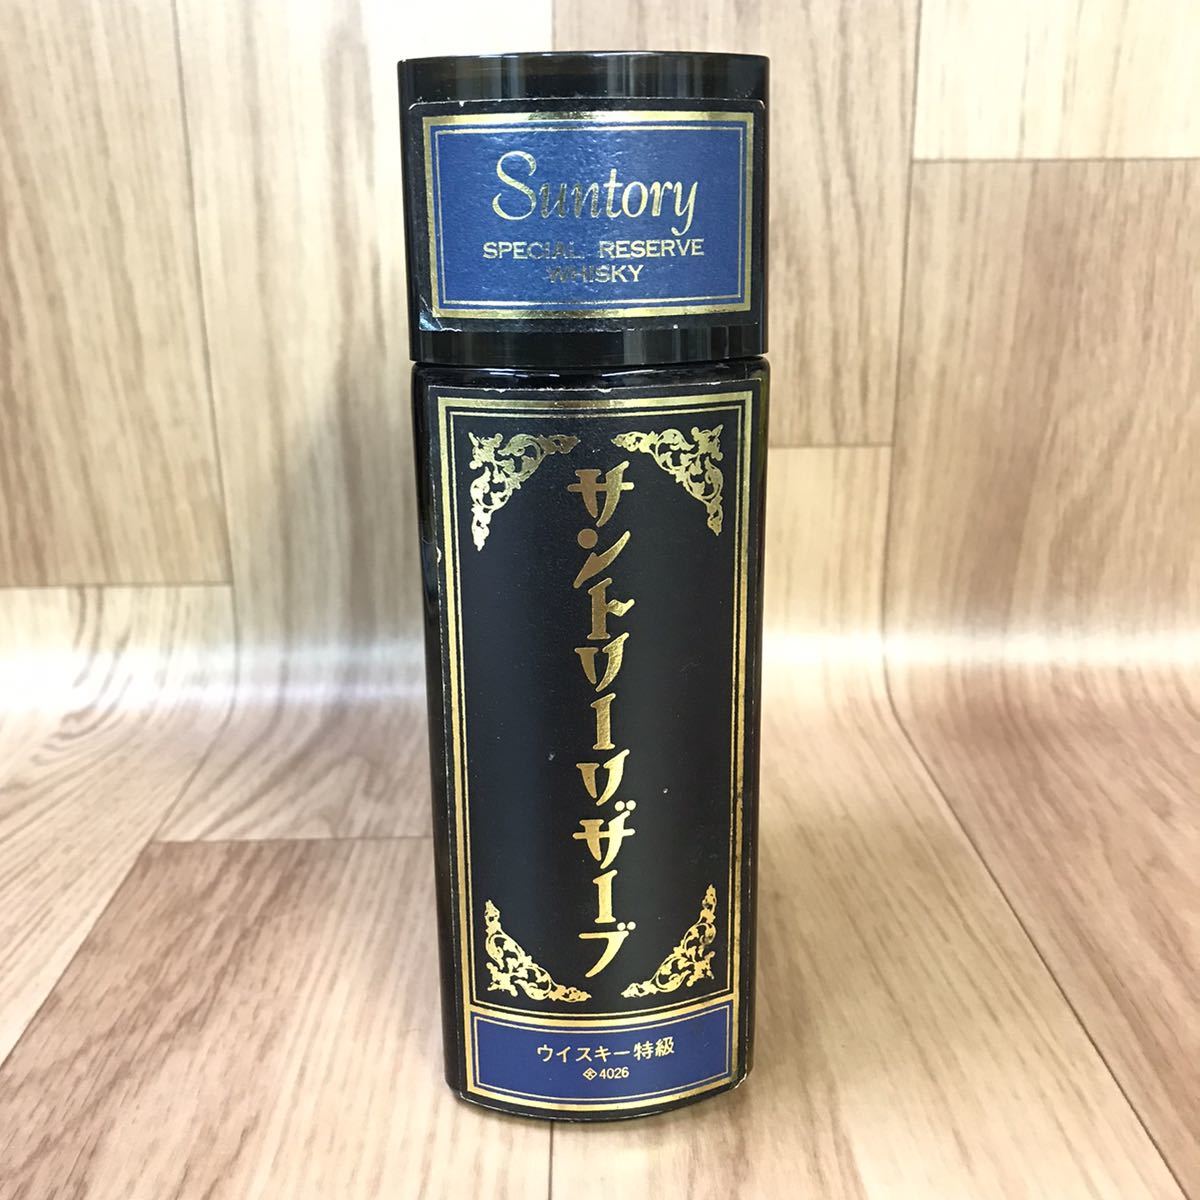 Suntory
SPECIAL RESERVE
WHISKY
サントリーリザーブ
ウイスキー特級
4026